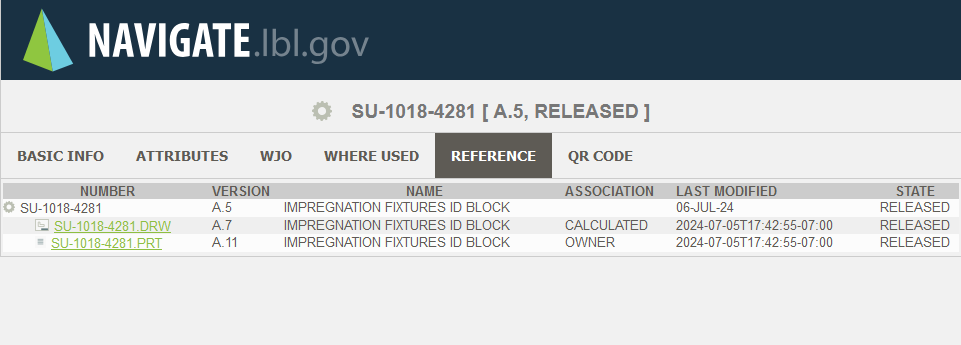 NAVIGATE.lbl.gov
SU-1018-4281 [ A.5, RELEASED ]
BASIC INFO ATTRIBUTES WJO WHERE USED REFERENCE QR CODE
NUMBER VERSION NAME ASSOCIATION LAST MODIFIED STATE
SU-1018-4281 A.5 IMPREGNATION FIXTURES ID BLOCK 06-JUL-24 RELEASED
SU-1018-4281.DRW A.7 IMPREGNATION FIXTURES ID BLOCK CALCULATED 2024-07-05T17:42:55-07:00 RELEASED
SU-1018-4281.PRT A.11 IMPREGNATION FIXTURES ID BLOCK OWNER 2024-07-05T17:42:55-07:00 RELEASED